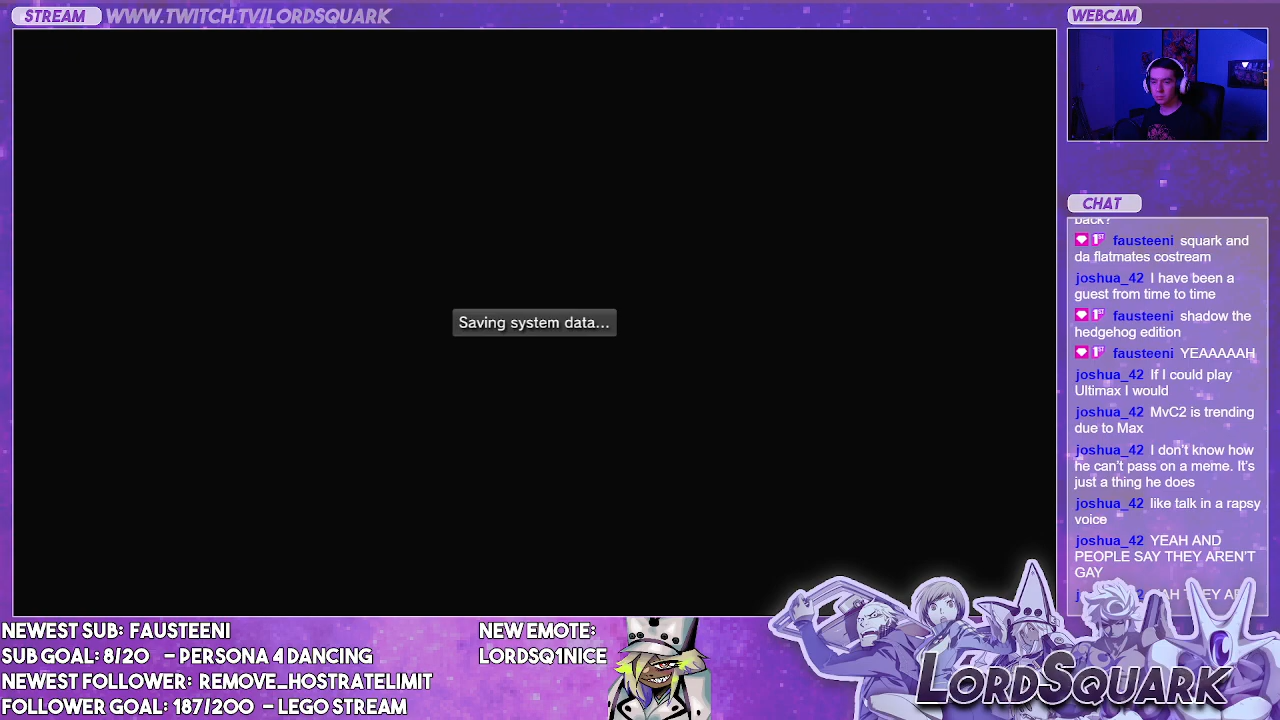 STREAM WWW.TWITCH.TV/LORDSQUARK
WEBCAM
Saving system data...
CHAT
back?
fausteeni squark and
da flatmates costream
joshua_42 I have been a
guest from time to time
fausteeni shadow the
hedgehog edition
fausteeni YEAAAAAH
joshua_42 If I could play
Ultimax I would
joshua_42 MvC2 is trending
due to Max
joshua_42 I don't know how
he can't pass on a meme. It's
just a thing he does
joshua_42 like talk in a rapsy
voice
joshua_42 YEAH AND
PEOPLE SAY THEY AREN'T
GAY
NEWEST SUB: FAUSTEENI
SUB GOAL: 8/20 - PERSONA 4 DANCING
NEWEST FOLLOWER: REMOVE_HOSTRATELIMIT
FOLLOWER GOAL: 187/200 - LEGO STREAM
NEW EMOTE:
LORDSQ1NICE
LORDSQUARK